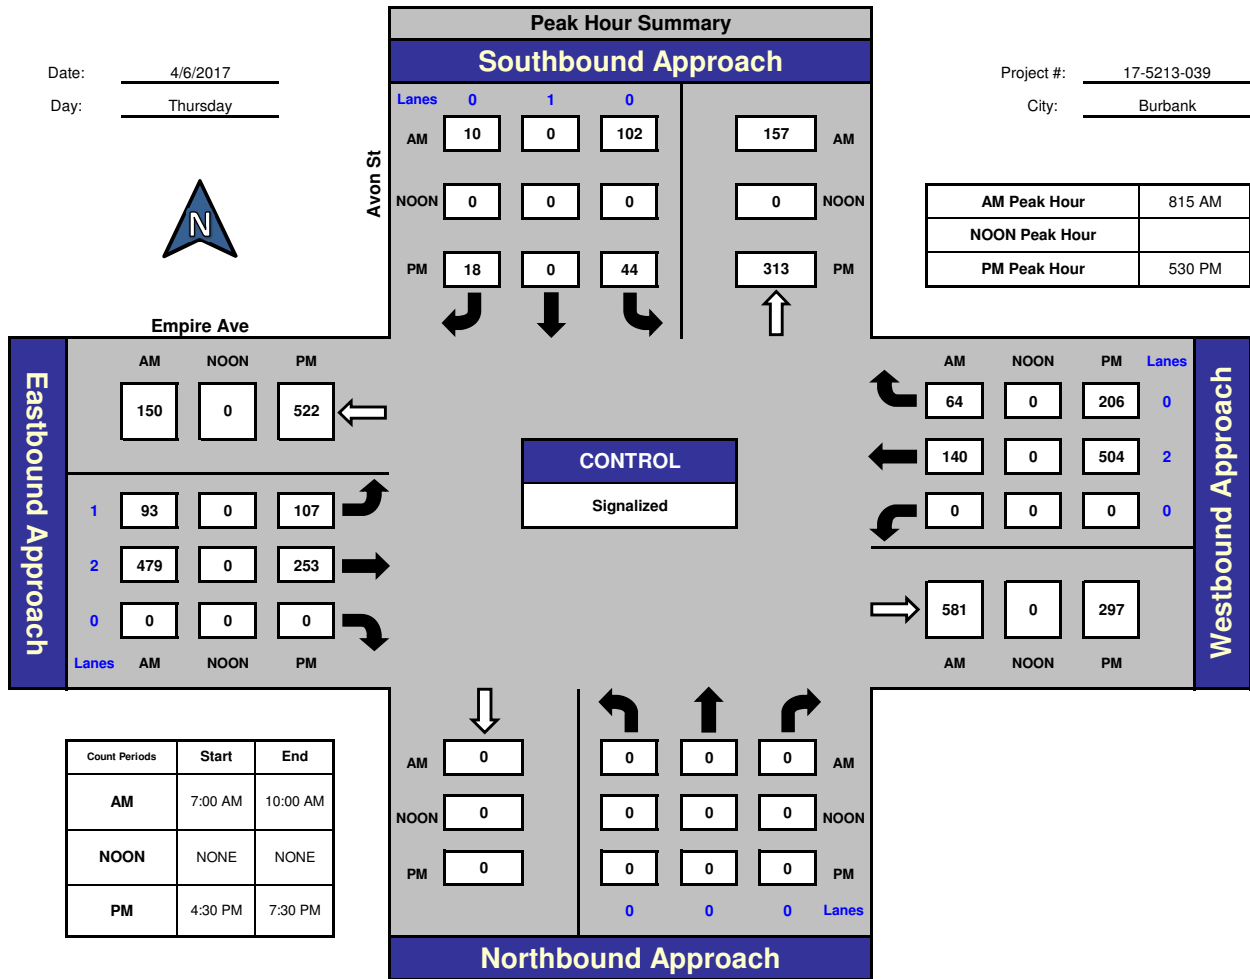 Peak Hour Summary
Southbound Approach
Date: 4/6/2017
Day: Thursday
Project #: 17-5213-039
City: Burbank
N
Avon St
Lanes 0 1 0
AM 10 0 102 157 AM
NOON 0 0 0 0 NOON
PM 18 0 44 313 PM
AM Peak Hour 815 AM
NOON Peak Hour
PM Peak Hour 530 PM
Empire Ave
Eastbound Approach
AM NOON PM
150 0 522
1 93 0 107
2 479 0 253
0 0 0 0
Lanes AM NOON PM
CONTROL
Signalized
Westbound Approach
AM NOON PM Lanes
64 0 206 0
140 0 504 2
0 0 0 0
581 0 297
AM NOON PM
Count Periods Start End
AM 7:00 AM 10:00 AM
NOON NONE NONE
PM 4:30 PM 7:30 PM
AM 0 0 0 0 AM
NOON 0 0 0 0 NOON
PM 0 0 0 0 PM
0 0 0 Lanes
Northbound Approach